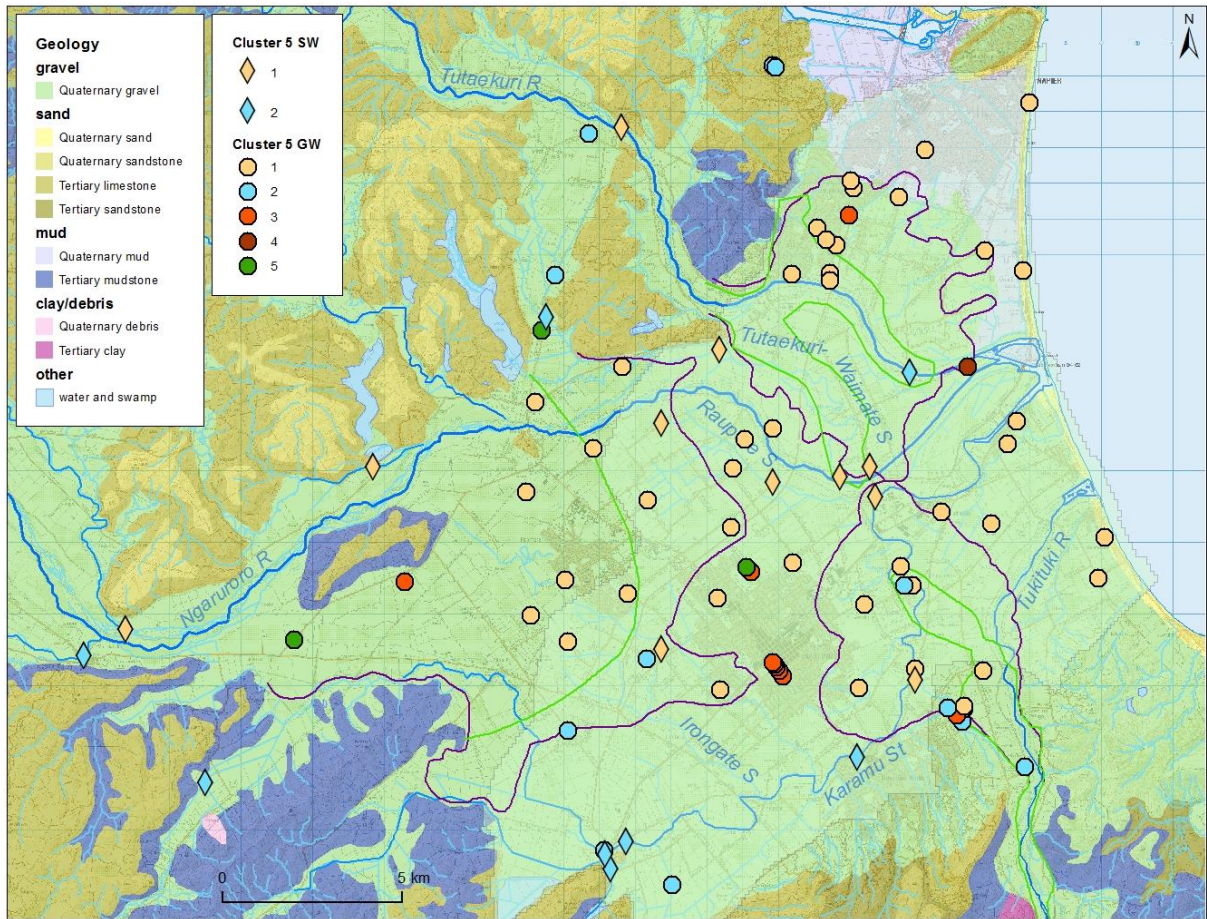 Geology
gravel
Quaternary gravel
sand
Quaternary sand
Quaternary sandstone
Tertiary limestone
Tertiary sandstone
mud
Quaternary mud
Tertiary mudstone
clay/debris
Quaternary debris
Tertiary clay
other
water and swamp
Cluster 5 SW
1
2
Cluster 5 GW
1
2
3
4
5
N
NAPIER
Tutaekuri R
Tutaekuri-
Waimate S
Raupare S
Ngaruroro R
Tukituki R
Irongate S
Karamu St
0
5 km